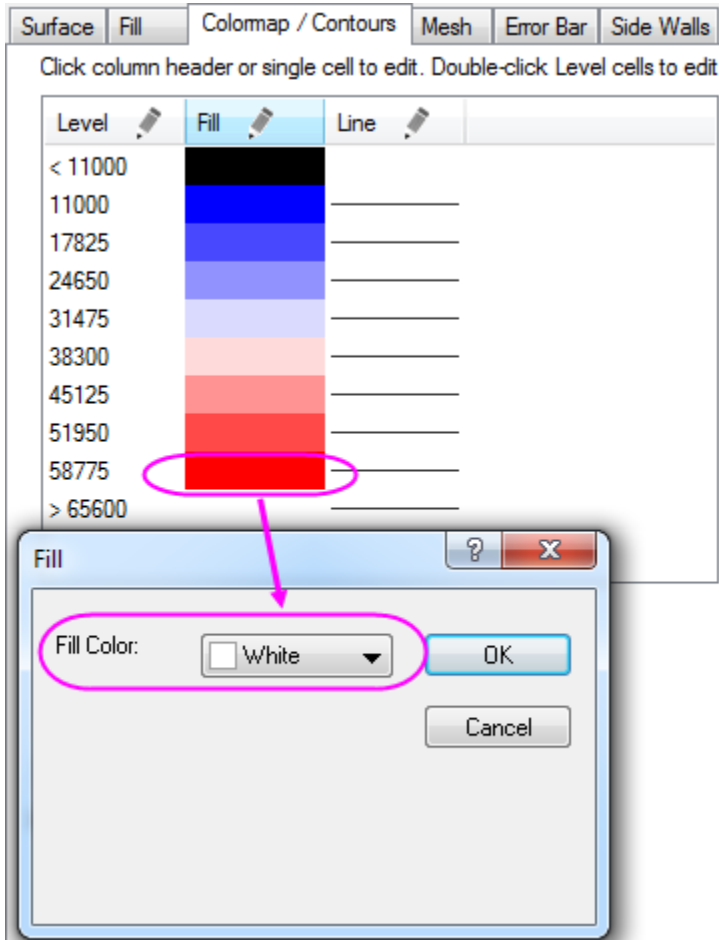 Surface Fill Colormap / Contours Mesh Error Bar Side Walls
Click column header or single cell to edit. Double-click Level cells to edit
Level Fill Line
< 11000
11000
17825
24650
31475
38300
45125
51950
58775
> 65600
Fill ? X
Fill Color: White OK
Cancel